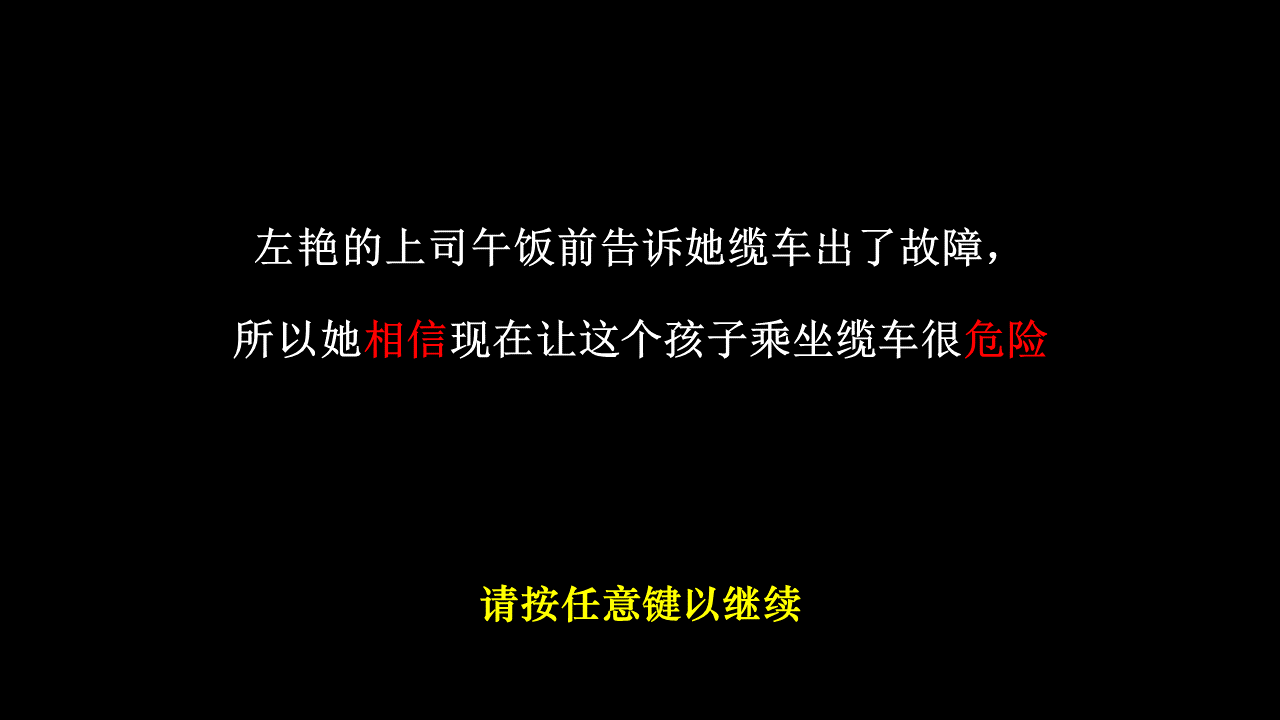 左艳的上司午饭前告诉她缆车出了故障，
所以她相信现在让这个孩子乘坐缆车很危险
请按任意键以继续